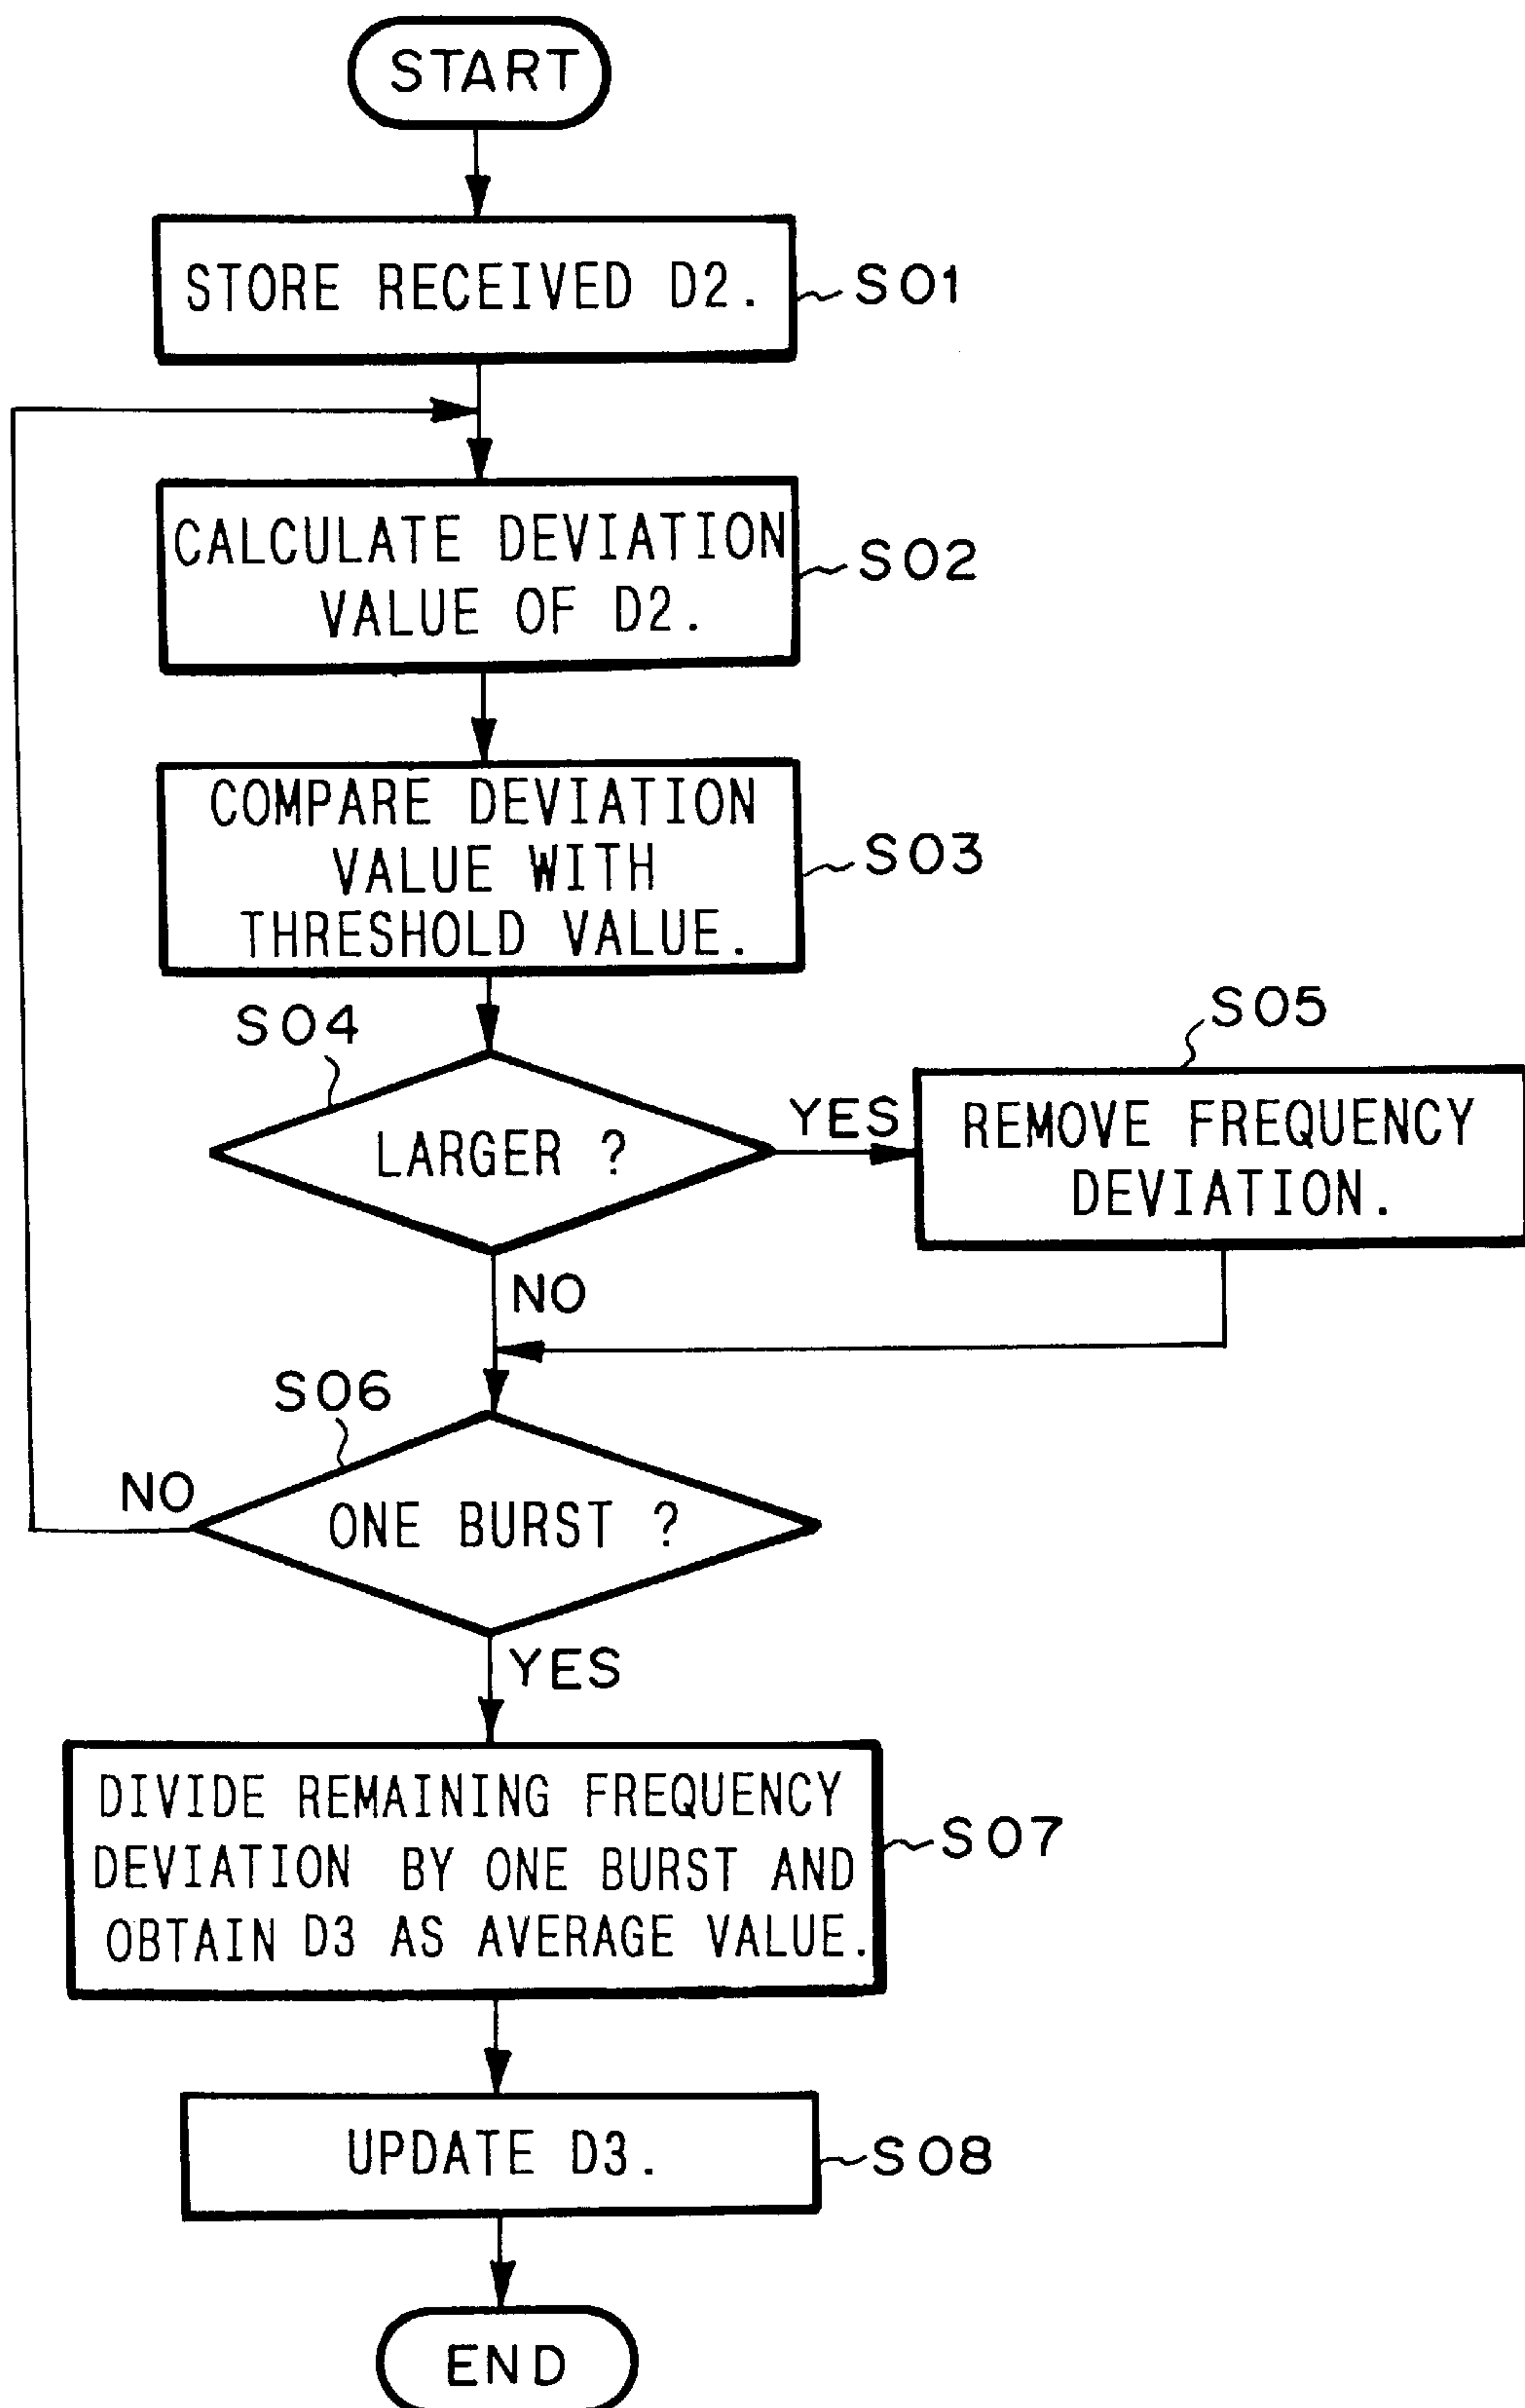 START
STORE RECEIVED D2.
S01
CALCULATE DEVIATION
VALUE OF D2.
S02
COMPARE DEVIATION
VALUE WITH
THRESHOLD VALUE.
S03
S04
LARGER ?
YES
S05
REMOVE FREQUENCY
DEVIATION.
NO
S06
NO
ONE BURST ?
YES
DIVIDE REMAINING FREQUENCY
DEVIATION BY ONE BURST AND
OBTAIN D3 AS AVERAGE VALUE.
S07
UPDATE D3.
S08
END